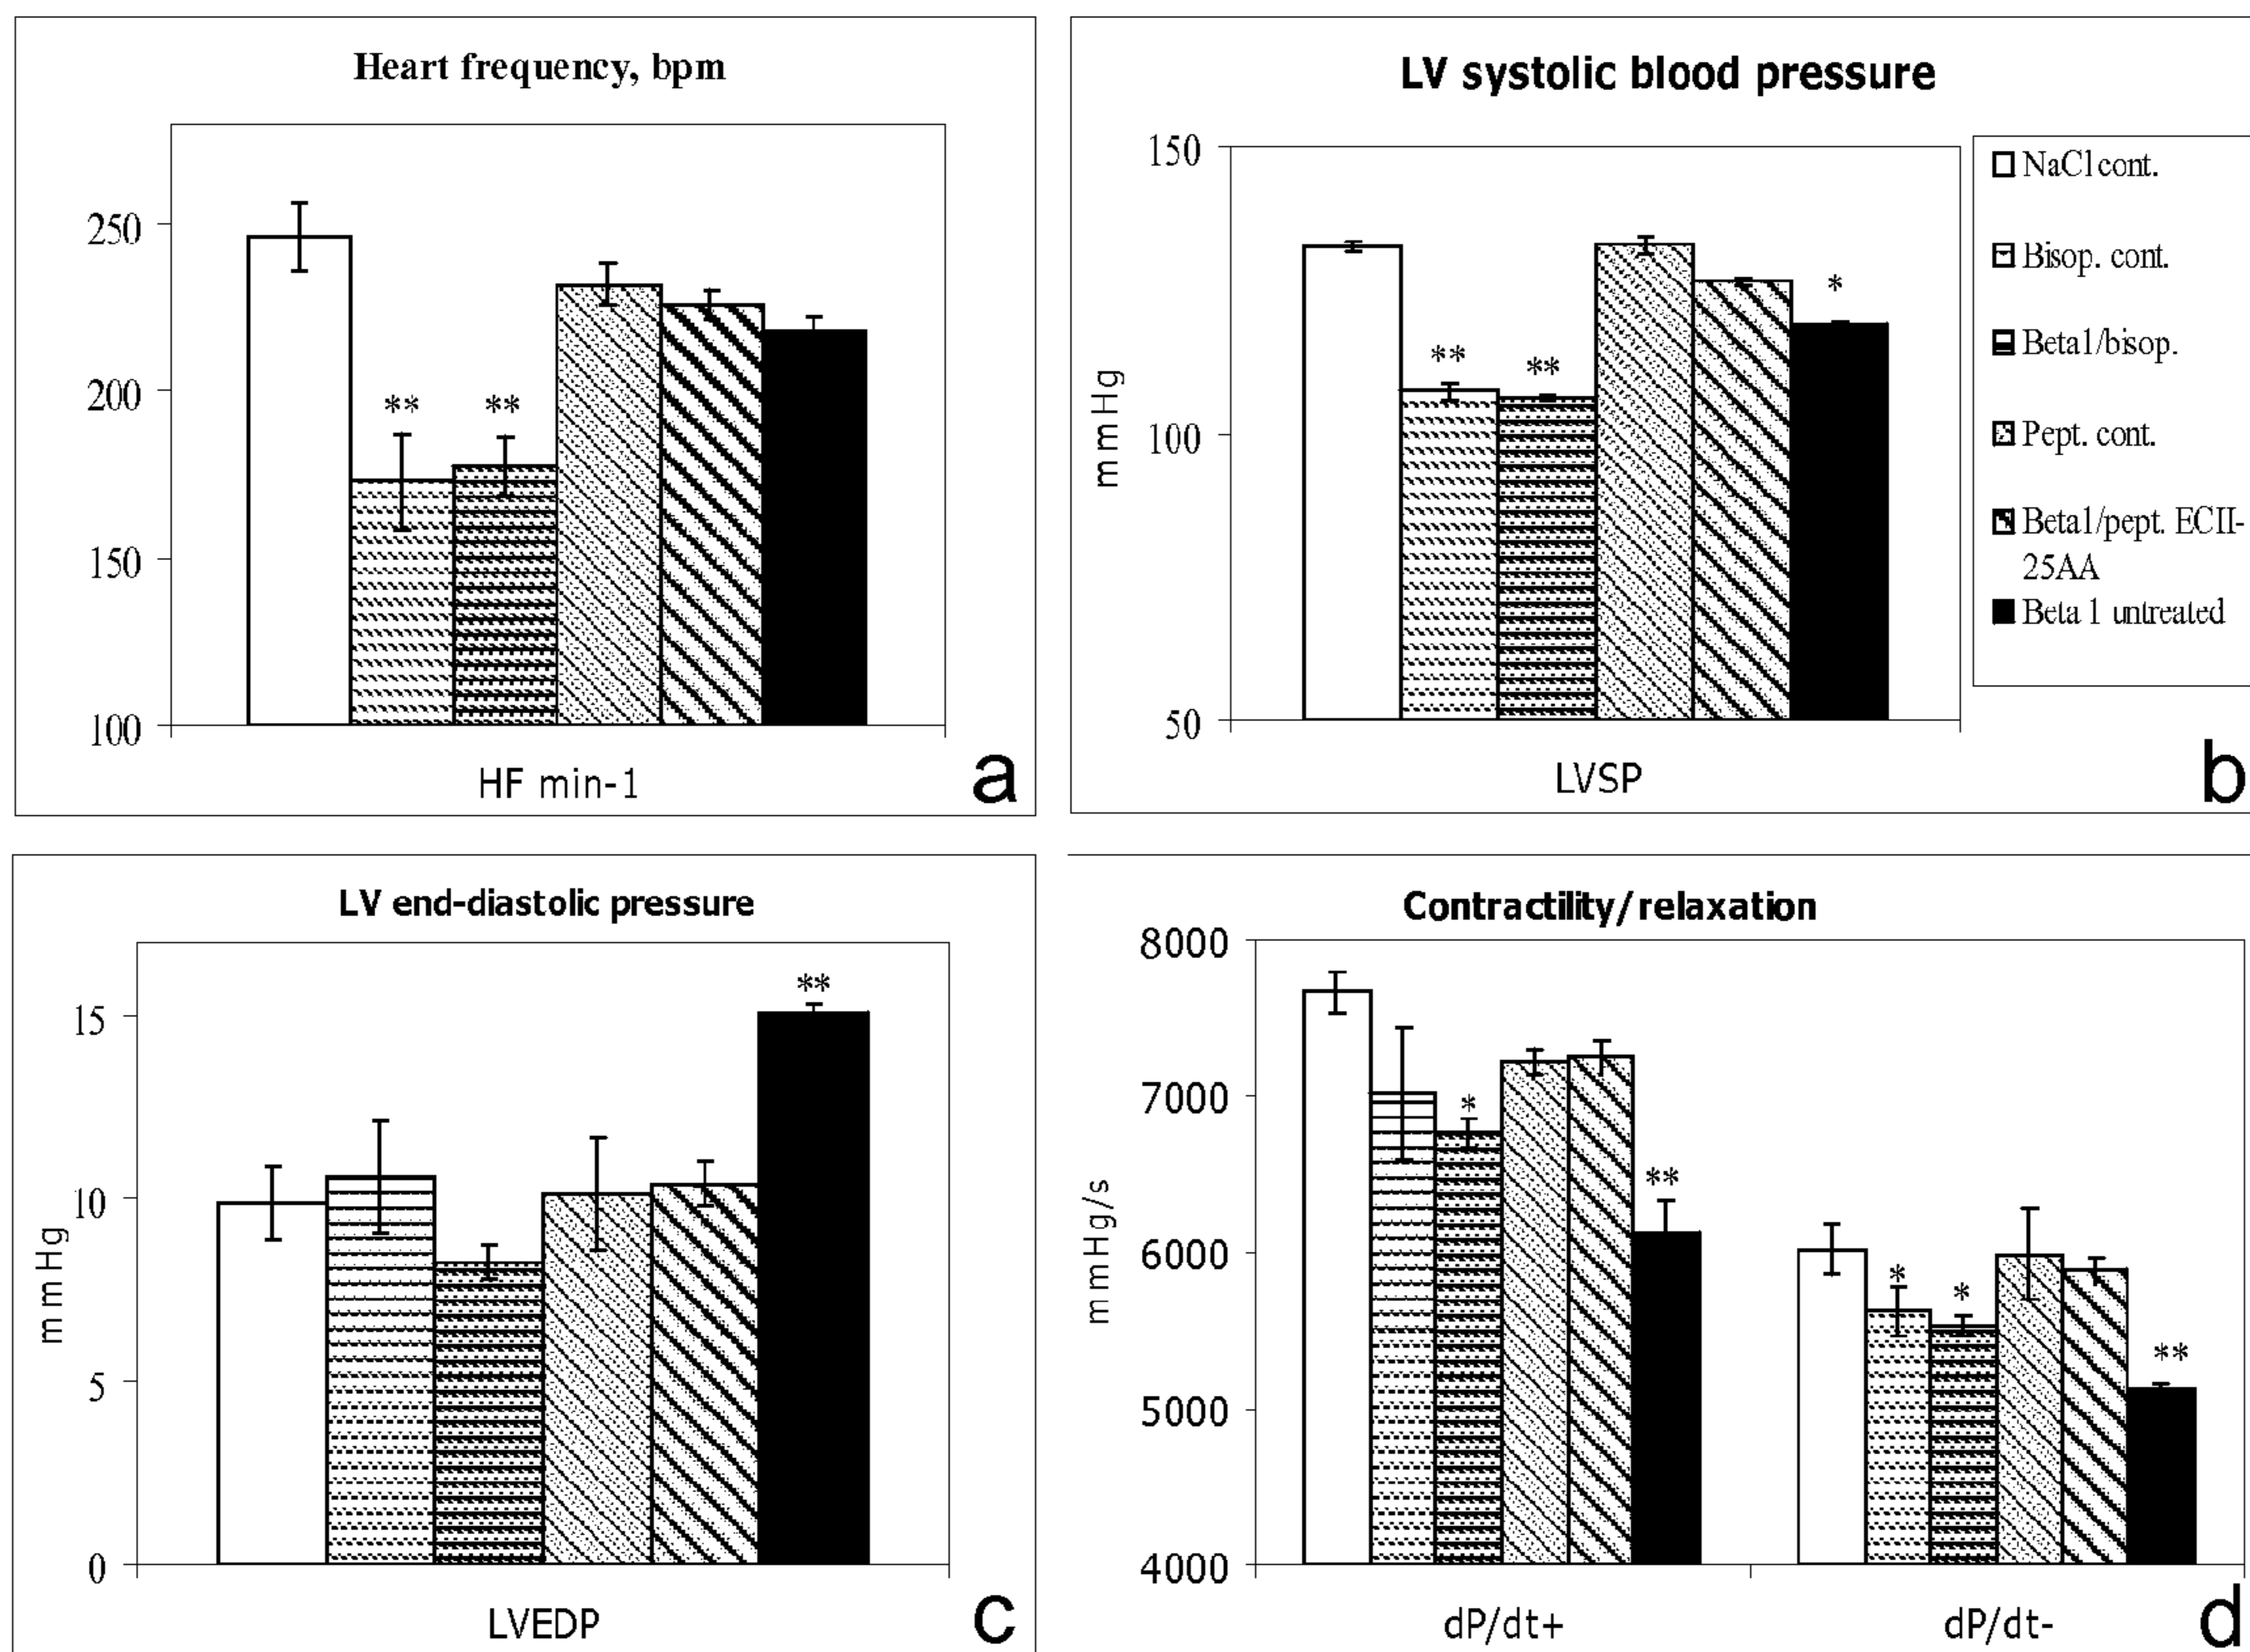 Heart frequency, bpm
250
200
150
100
**
**
HF min-1
a
LV systolic blood pressure
150
100
50
mmHg
**
**
*
LVSP
b
NaCl cont.
Bisop. cont.
Beta1/bisop.
Pept. cont.
Beta1/pept. ECII-
25AA
Beta 1 untreated
LV end-diastolic pressure
15
10
5
0
mmHg
**
LVEDP
c
Contractility/relaxation
8000
7000
6000
5000
4000
mmHg/s
*
**
*
*
**
dP/dt+
dP/dt-
d